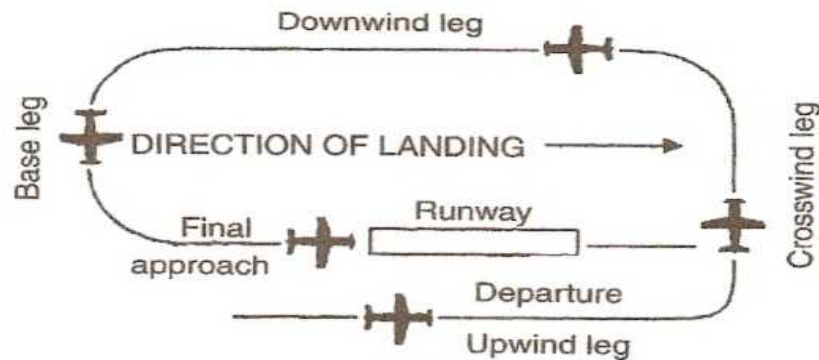 Downwind leg
Base leg
DIRECTION OF LANDING
Crosswind leg
Final
approach
Runway
Departure
Upwind leg